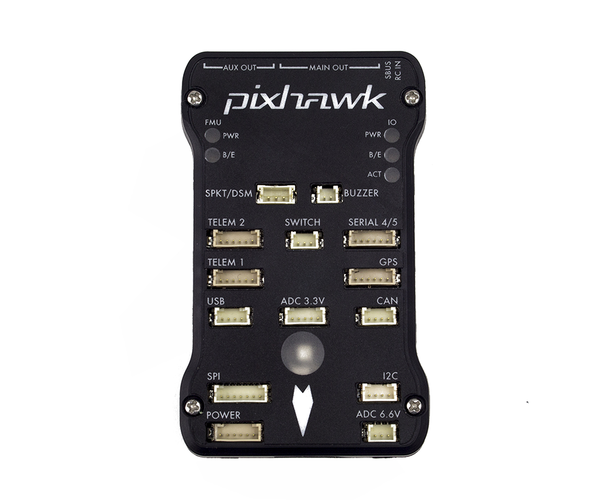 AUX OUT MAIN OUT SBUS
RC IN
pixhawk
FMU IO
PWR PWR
B/E B/E
ACT
SPKT/DSM BUZZER
TELEM 2 SWITCH SERIAL 4/5
TELEM 1 GPS
USB ADC 3.3V CAN
SPI I2C
POWER ADC 6.6V